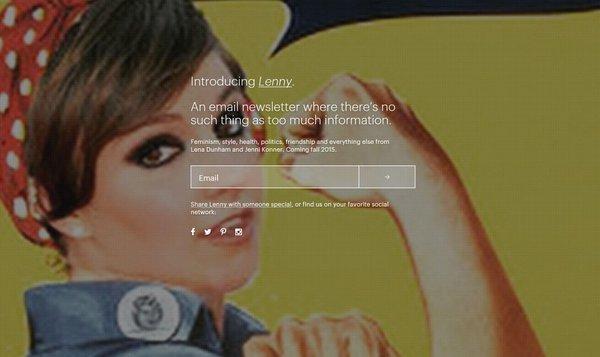 Introducing Lenny.
An email newsletter where there's no
such thing as too much information.
Feminism, style, health, politics, friendship and everything else from
Lena Dunham and Jenni Konner. Coming fall 2015.
Email →
Share Lenny with someone special, or find us on your favorite social
network: